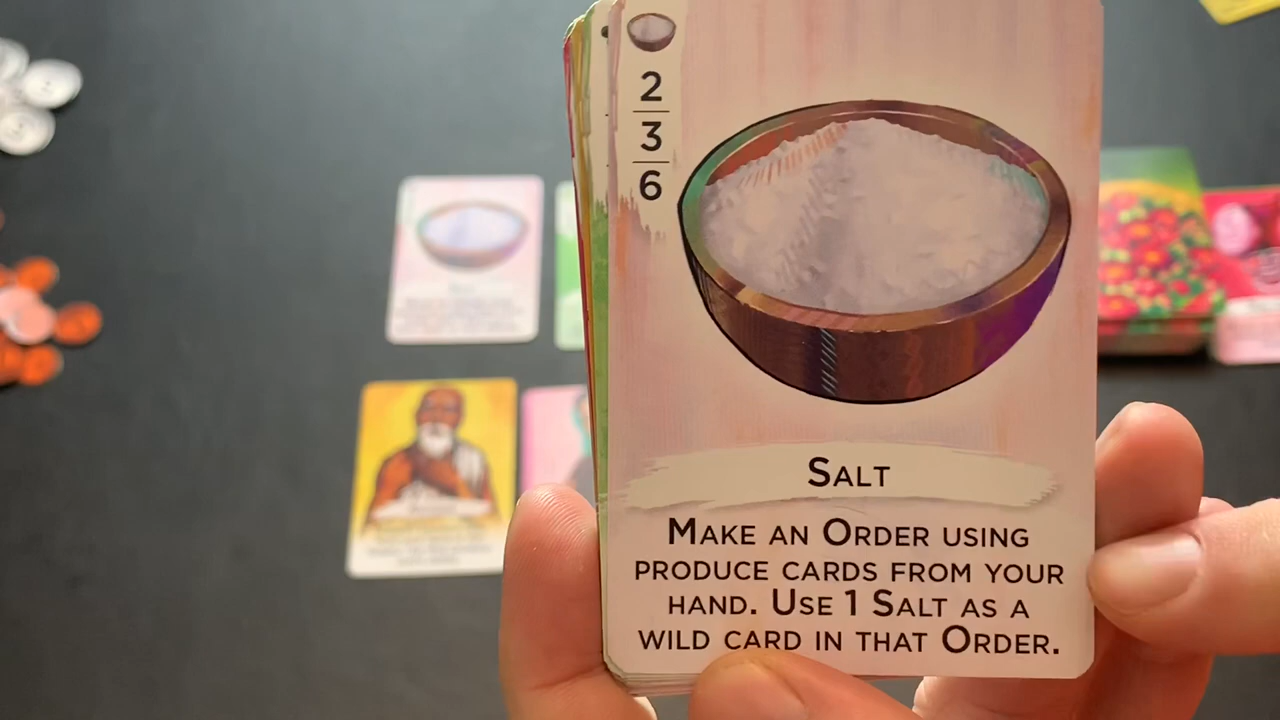 2
3
6
Salt
Make an Order using
produce cards from your
hand. Use 1 Salt as a
wild card in that Order.